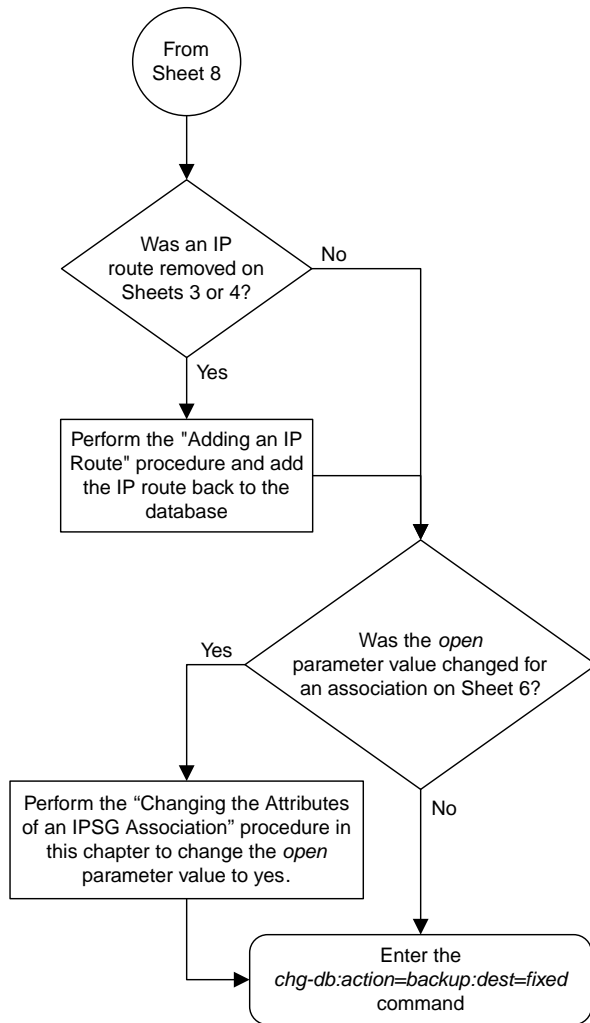 From
Sheet 8
Was an IP
route removed on
Sheets 3 or 4?
No
Yes
Perform the "Adding an IP
Route" procedure and add
the IP route back to the
database
Was the open
parameter value changed for
an association on Sheet 6?
Yes
No
Perform the “Changing the Attributes
of an IPSG Association” procedure in
this chapter to change the open
parameter value to yes.
Enter the
chg-db:action=backup:dest=fixed
command